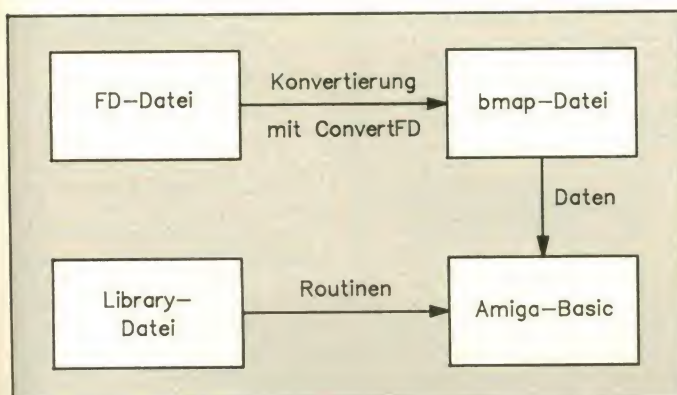 FD-Datei
Konvertierung
mit ConvertFD
bmap-Datei
Daten
Library-
Datei
Routinen
Amiga-Basic